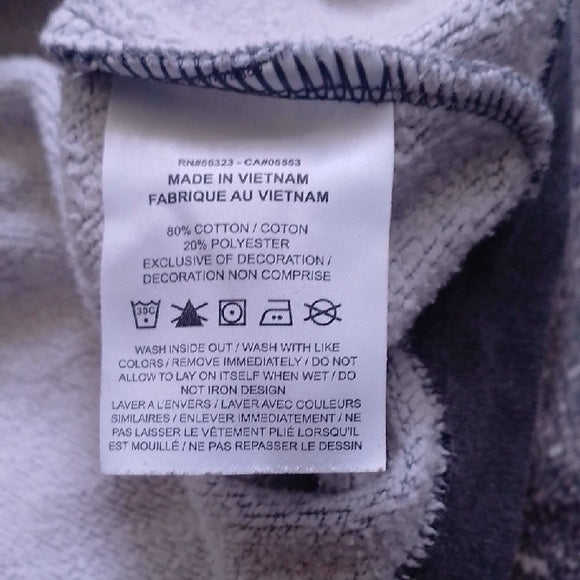 RN#56323 - CA#05553
MADE IN VIETNAM
FABRIQUE AU VIETNAM
80% COTTON / COTON
20% POLYESTER
EXCLUSIVE OF DECORATION /
DECORATION NON COMPRISE
30C
WASH INSIDE OUT / WASH WITH LIKE
COLORS / REMOVE IMMEDIATELY / DO NOT
ALLOW TO LAY ON ITSELF WHEN WET / DO
NOT IRON DESIGN
LAVER A L'ENVERS / LAVER AVEC COULEURS
SIMILAIRES / ENLEVER IMMEDIATEMENT / NE
PAS LAISSER LE VÊTEMENT PLIÉ LORSQU'IL
EST MOUILLÉ / NE PAS REPASSER LE DESSIN